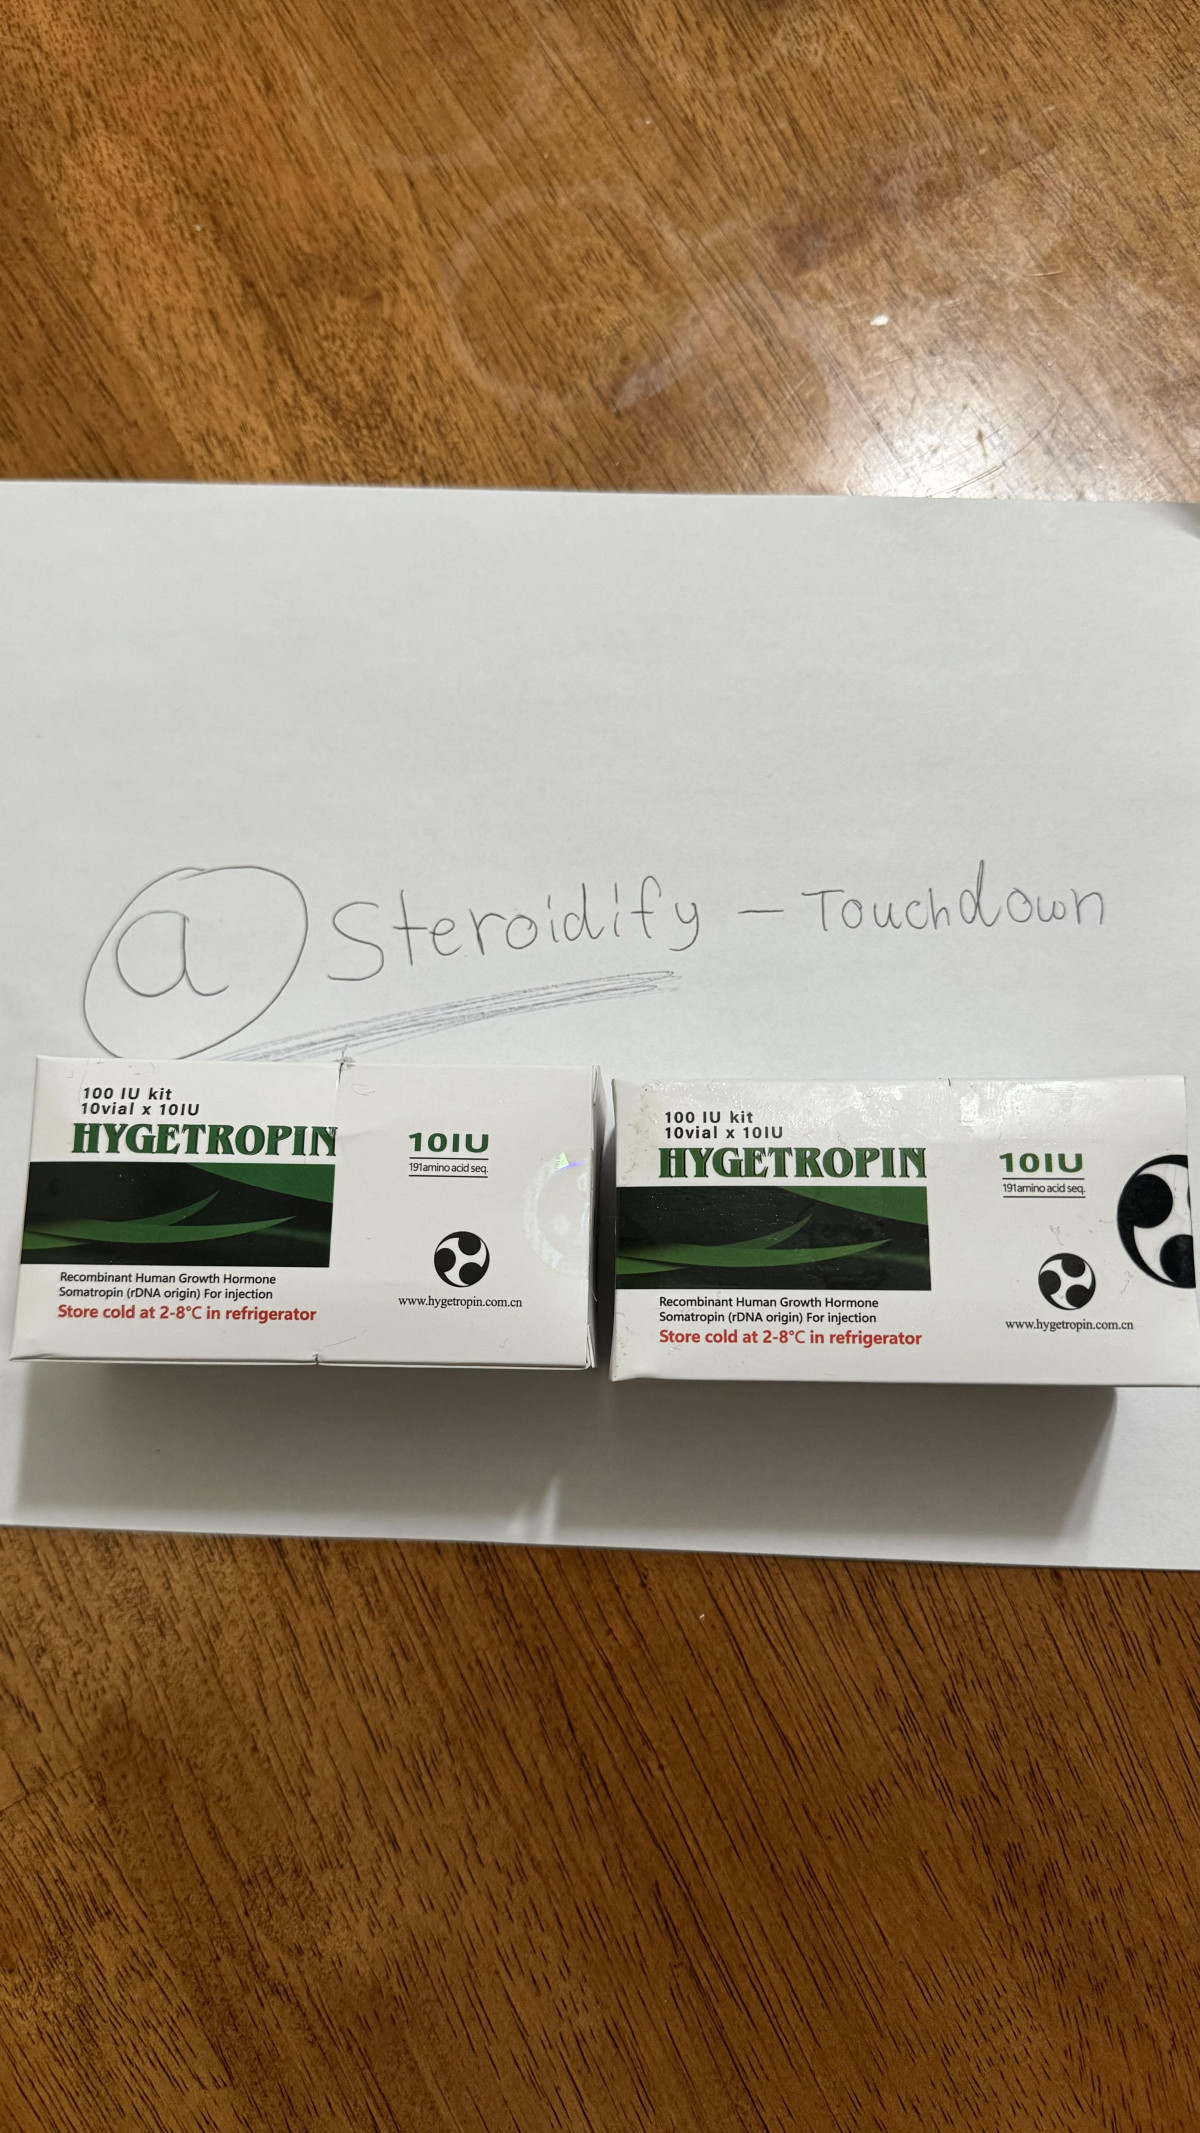 @ Steroidify - Touchdown
100 IU kit
10vial x 10IU
HYGETROPIN
Recombinant Human Growth Hormone
Somatropin (rDNA origin) For injection
Store cold at 2-8°C in refrigerator
10IU
191amino acid seq.
www.hygetropin.com.cn
100 IU kit
10vial x 10IU
HYGETROPIN
Recombinant Human Growth Hormone
Somatropin (rDNA origin) For injection
Store cold at 2-8°C in refrigerator
10IU
191amino acid seq.
www.hygetropin.com.cn